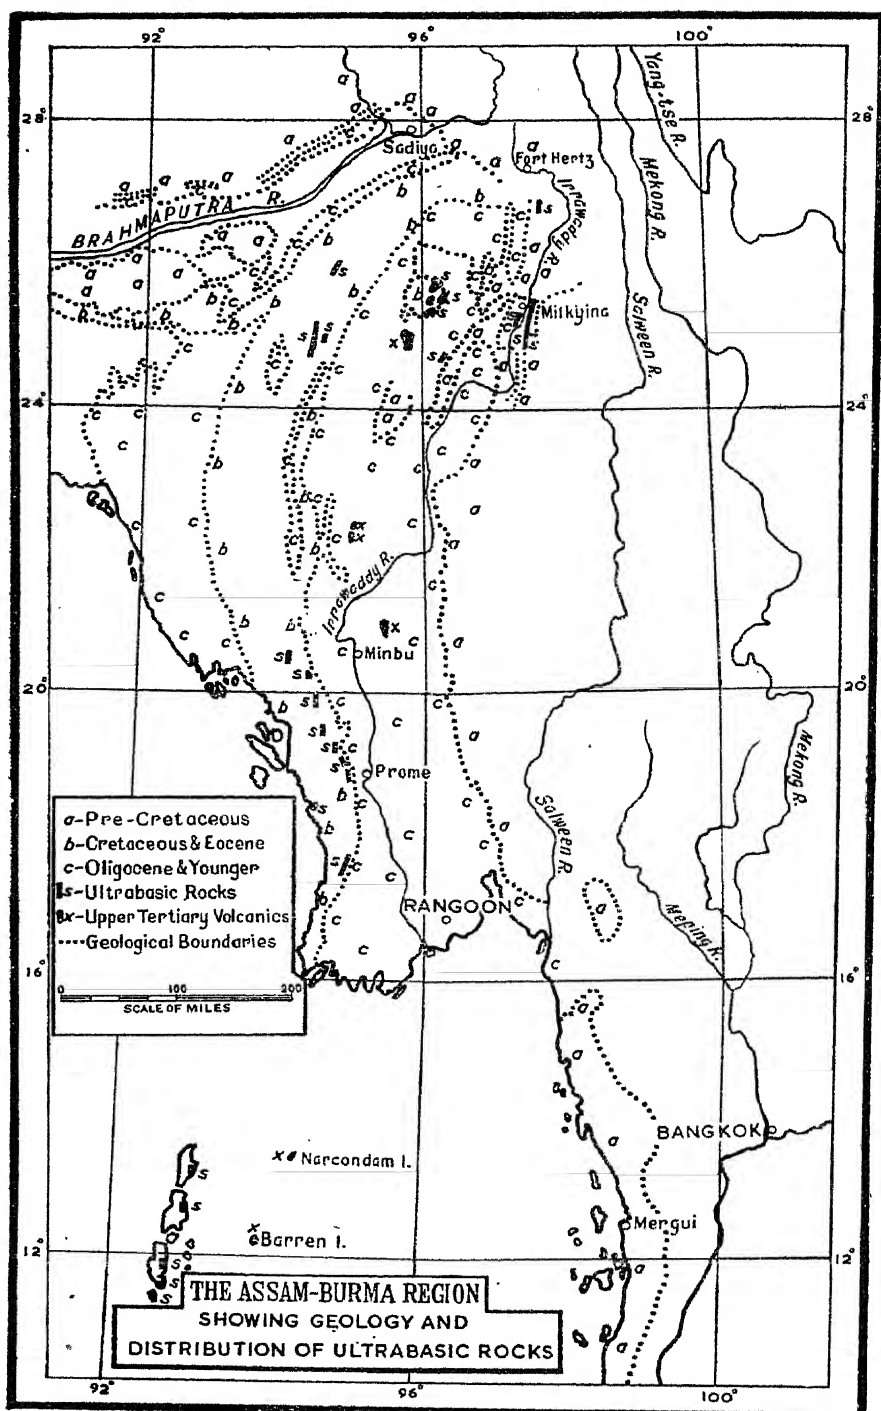 92°
96°
100°
28°
28°
Sadiya
Fort Hertz
Yang-tse R.
Mekong R.
Irrawaddy R.
BRAHMAPUTRA R.
Salween R.
Milkyina
24°
24°
Irrawaddy R.
Minbu
20°
20°
Prome
Mekong R.
Salween R.
a-Pre-Cretaceous
b-Cretaceous & Eocene
c-Oligocene & Younger
s-Ultrabasic Rocks
x-Upper Tertiary Volcanics
Geological Boundaries
RANGOON
Meping R.
16°
16°
0 100 200
SCALE OF MILES
BANGKOK
Narcondam I.
Mergui
Barren I.
12°
12°
THE ASSAM-BURMA REGION
SHOWING GEOLOGY AND
DISTRIBUTION OF ULTRABASIC ROCKS
92°
96°
100°